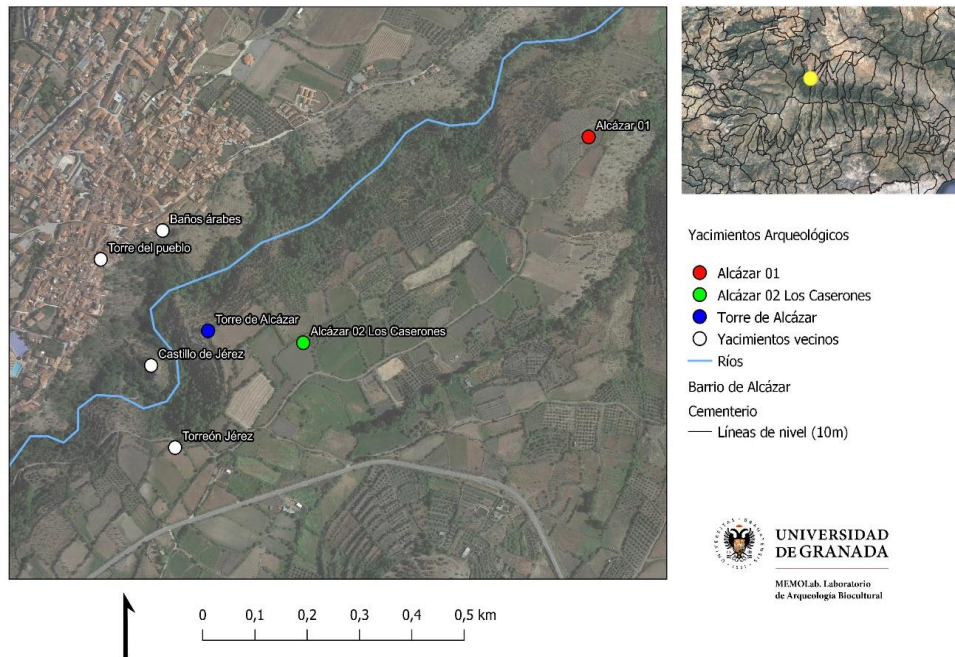 Alcázar 01
Baños árabes
Torre del pueblo
Torre de Alcázar
Alcázar 02 Los Caserones
Castillo de Jérez
Torreón Jérez
Yacimientos Arqueológicos
Alcázar 01
Alcázar 02 Los Caserones
Torre de Alcázar
Yacimientos vecinos
Ríos
Barrio de Alcázar
Cementerio
Líneas de nivel (10m)
UNIVERSIDAD
DE GRANADA
MEMOLab. Laboratorio
de Arqueología Biocultural
0 0,1 0,2 0,3 0,4 0,5 km